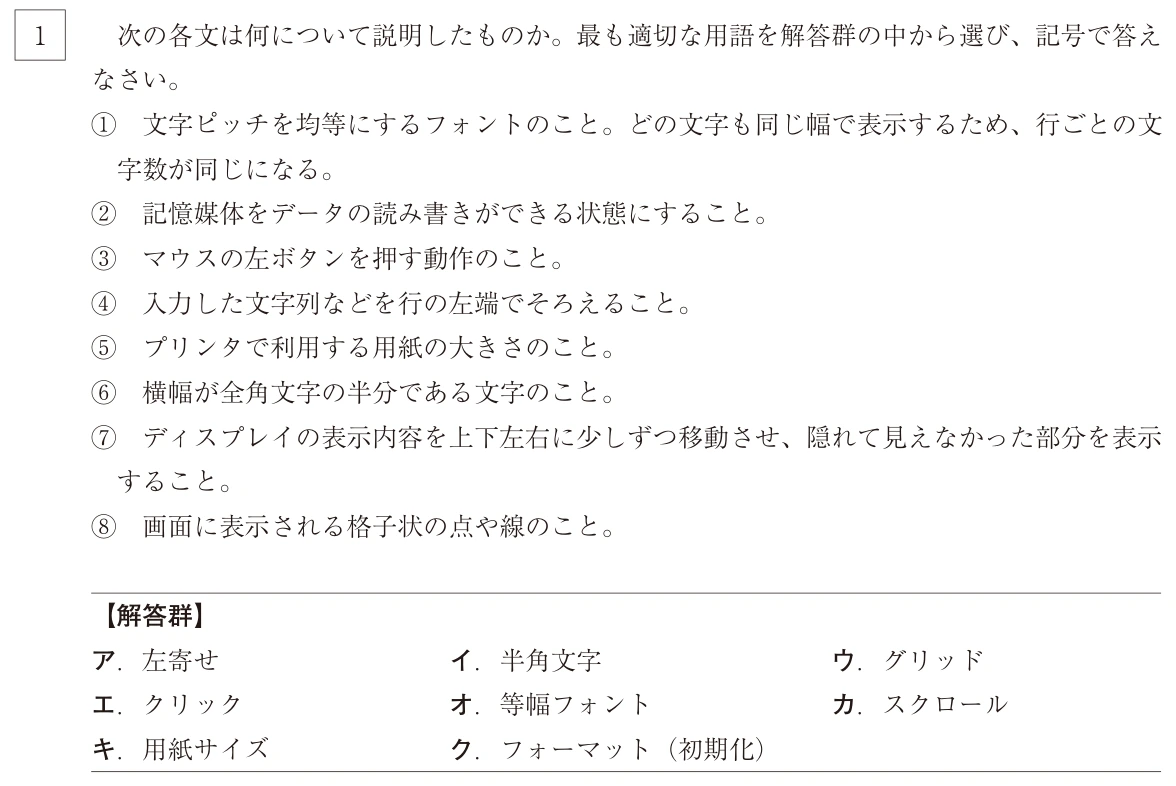 1 次の各文は何について説明したものか。最も適切な用語を解答群の中から選び、記号で答え
なさい。
① 文字ピッチを均等にするフォントのこと。どの文字も同じ幅で表示するため、行ごとの文
字数が同じになる。
② 記憶媒体をデータの読み書きができる状態にすること。
③ マウスの左ボタンを押す動作のこと。
④ 入力した文字列などを行の左端でそろえること。
⑤ プリンタで利用する用紙の大きさのこと。
⑥ 横幅が全角文字の半分である文字のこと。
⑦ ディスプレイの表示内容を上下左右に少しずつ移動させ、隠れて見えなかった部分を表示
すること。
⑧ 画面に表示される格子状の点や線のこと。
【解答群】
ア．左寄せ イ．半角文字 ウ．グリッド
エ．クリック オ．等幅フォント カ．スクロール
キ．用紙サイズ ク．フォーマット（初期化）